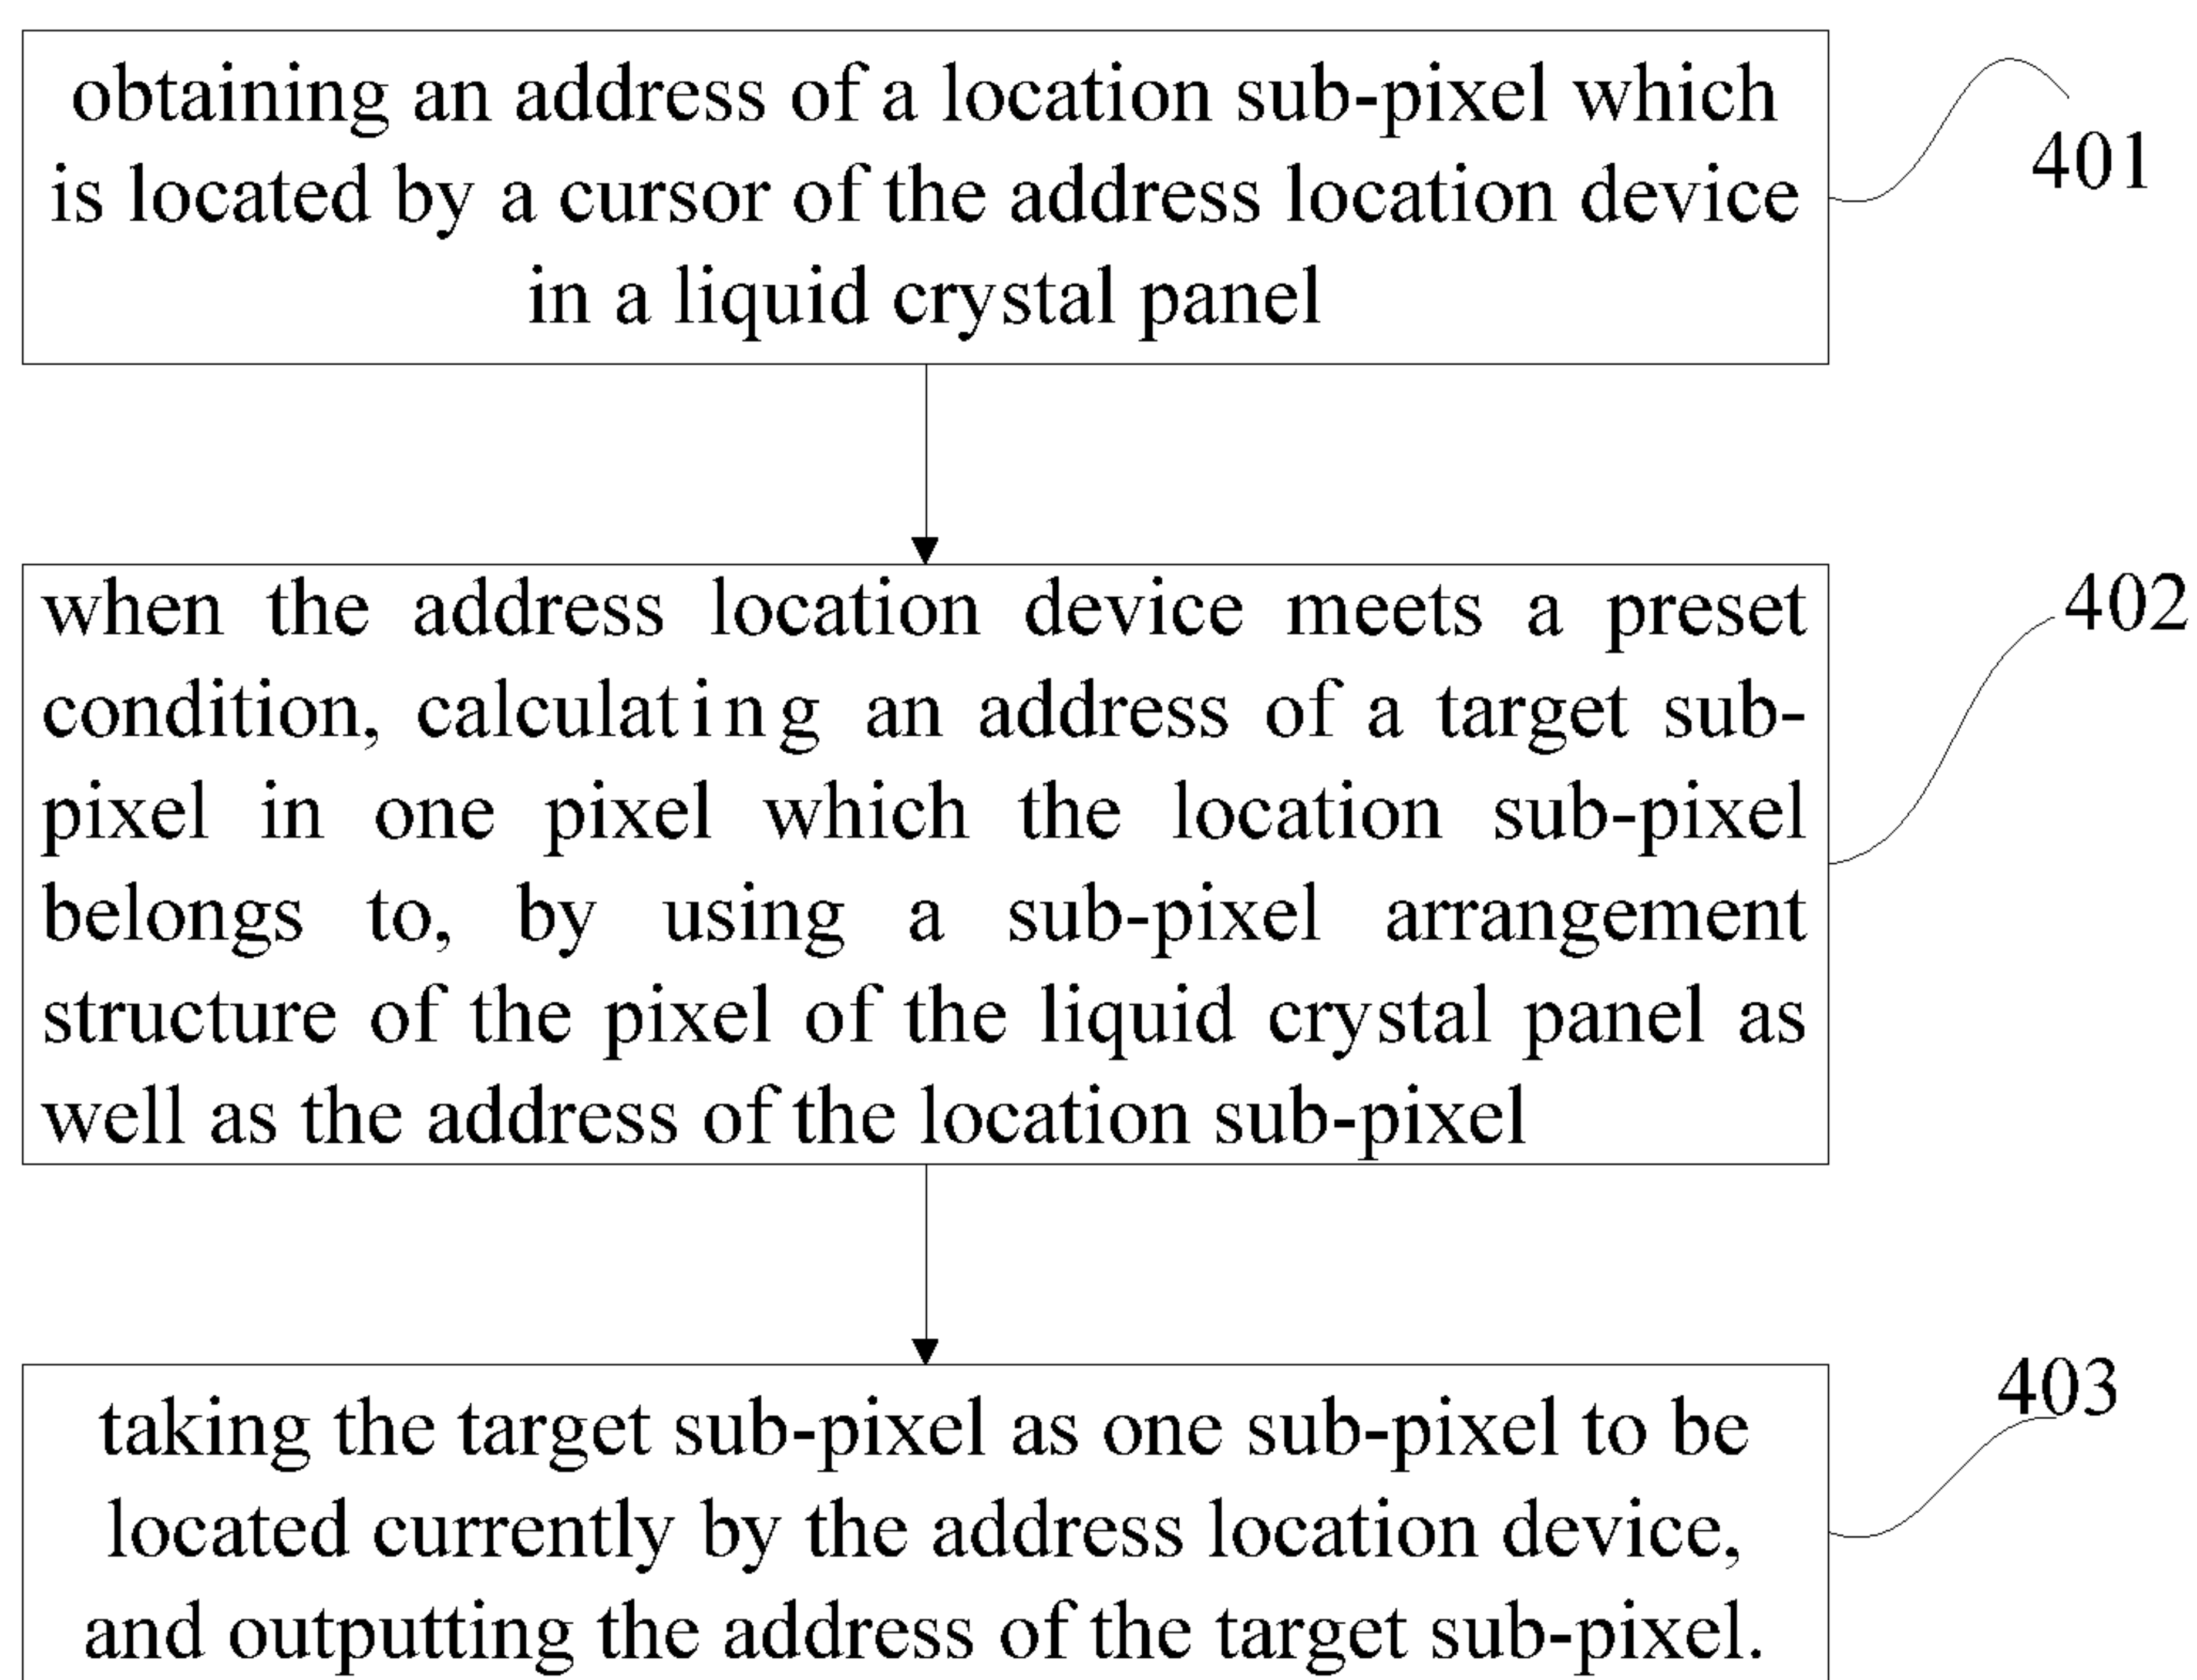 obtaining an address of a location sub-pixel which
is located by a cursor of the address location device
in a liquid crystal panel
401
when the address location device meets a preset
condition, calculating an address of a target sub-
pixel in one pixel which the location sub-pixel
belongs to, by using a sub-pixel arrangement
structure of the pixel of the liquid crystal panel as
well as the address of the location sub-pixel
402
taking the target sub-pixel as one sub-pixel to be
located currently by the address location device,
and outputting the address of the target sub-pixel.
403